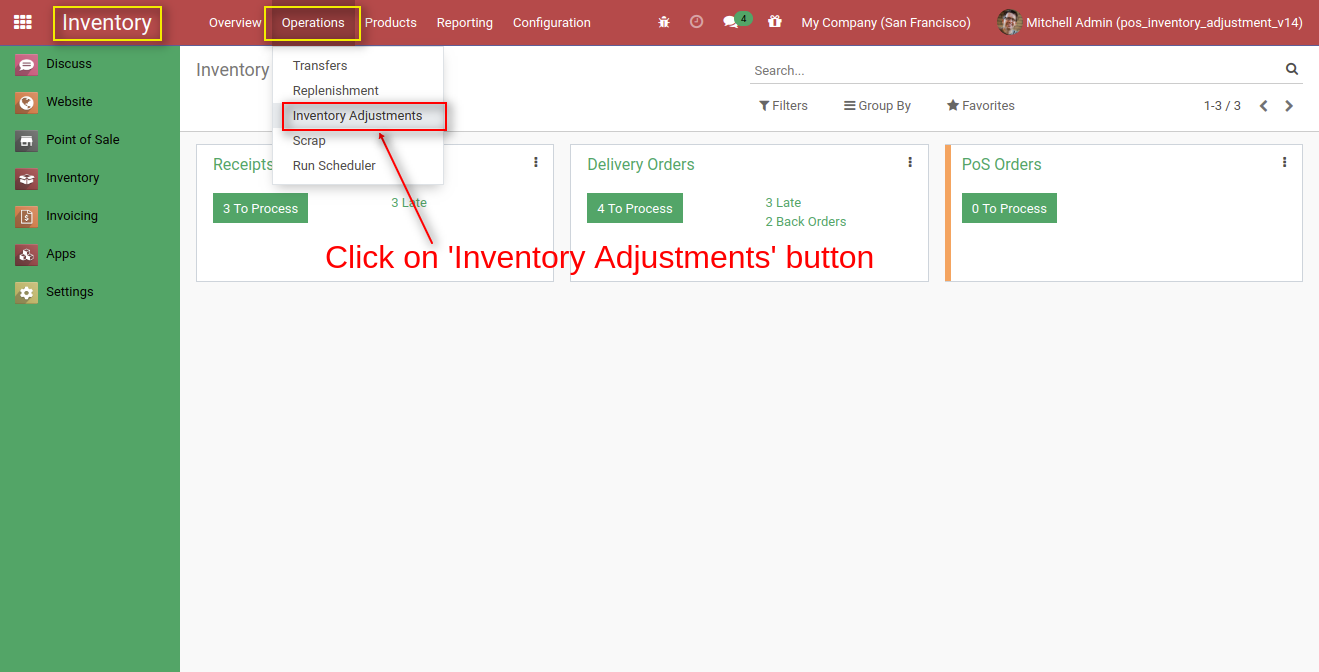 Inventory
Overview Operations Products Reporting Configuration 4 My Company (San Francisco) Mitchell Admin (pos_inventory_adjustment_v14)
Discuss
Website
Point of Sale
Inventory
Invoicing
Apps
Settings
Inventory
Search...
Filters Group By Favorites 1-3 / 3
Transfers
Replenishment
Inventory Adjustments
Scrap
Run Scheduler
Receipts
3 To Process
3 Late
Delivery Orders
4 To Process
3 Late
2 Back Orders
PoS Orders
0 To Process
Click on 'Inventory Adjustments' button